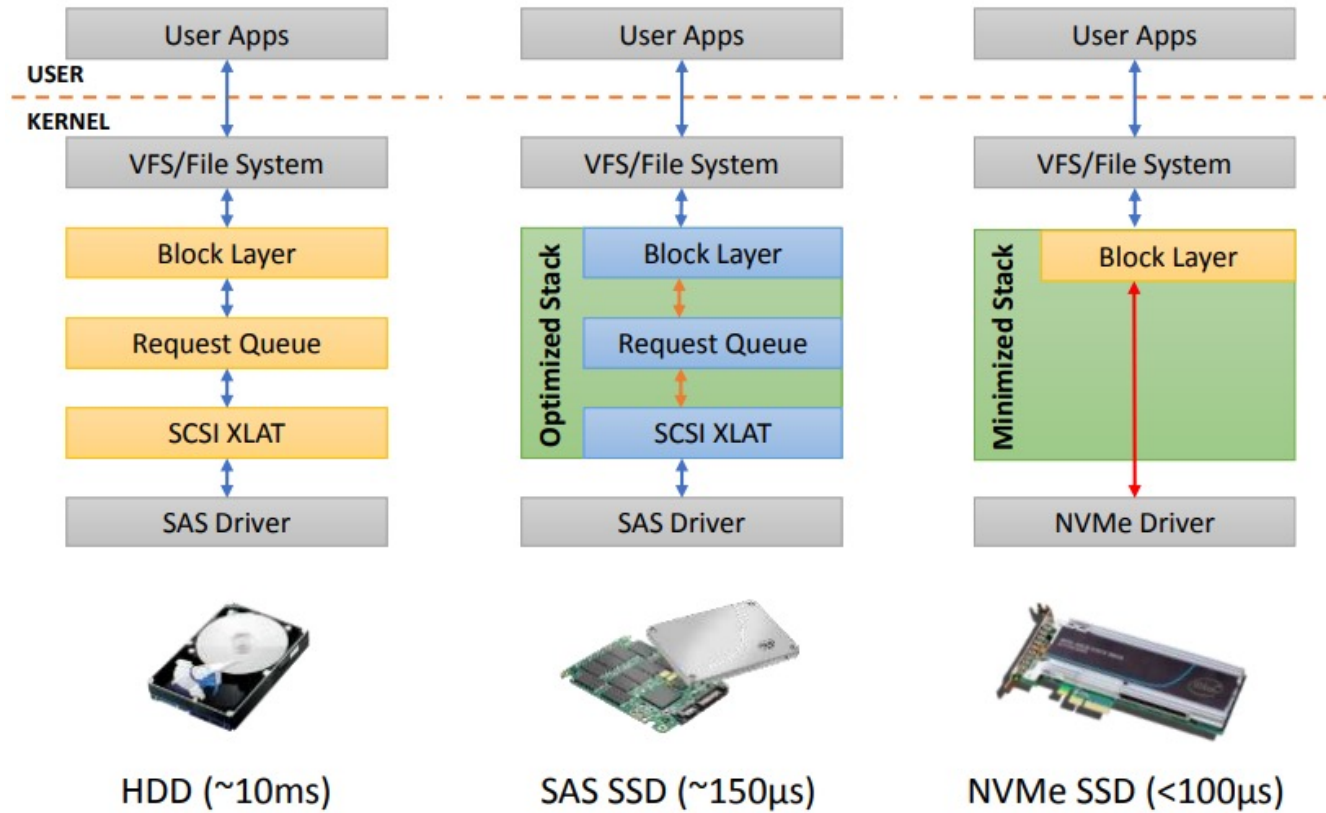 User Apps
User Apps
User Apps
USER
KERNEL
VFS/File System
VFS/File System
VFS/File System
Block Layer
Block Layer
Block Layer
Request Queue
Optimized Stack
Request Queue
Minimized Stack
SCSI XLAT
SCSI XLAT
SAS Driver
SAS Driver
NVMe Driver
HDD (~10ms)
SAS SSD (~150µs)
NVMe SSD (<100µs)